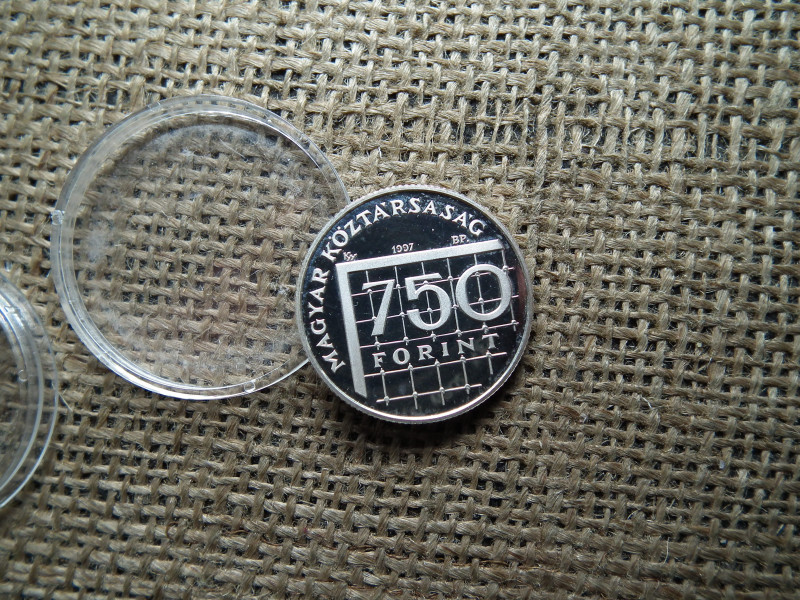 MAGYAR KÖZTÁRSASÁG
1997
BP.
750
FORINT